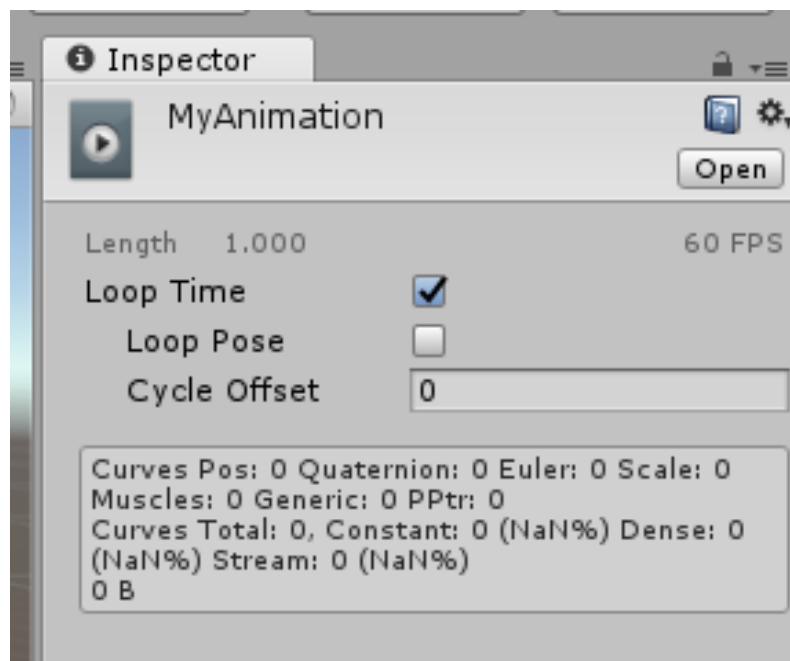 Inspector
MyAnimation
Open
Length 1.000 60 FPS
Loop Time
Loop Pose
Cycle Offset 0
Curves Pos: 0 Quaternion: 0 Euler: 0 Scale: 0
Muscles: 0 Generic: 0 PPtr: 0
Curves Total: 0, Constant: 0 (NaN%) Dense: 0
(NaN%) Stream: 0 (NaN%)
0 B